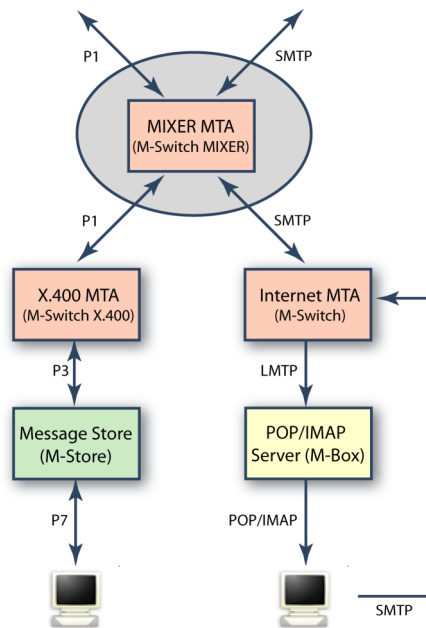 P1
SMTP
MIXER MTA
(M-Switch MIXER)
P1
SMTP
X.400 MTA
(M-Switch X.400)
Internet MTA
(M-Switch)
P3
LMTP
Message Store
(M-Store)
POP/IMAP
Server (M-Box)
P7
POP/IMAP
SMTP